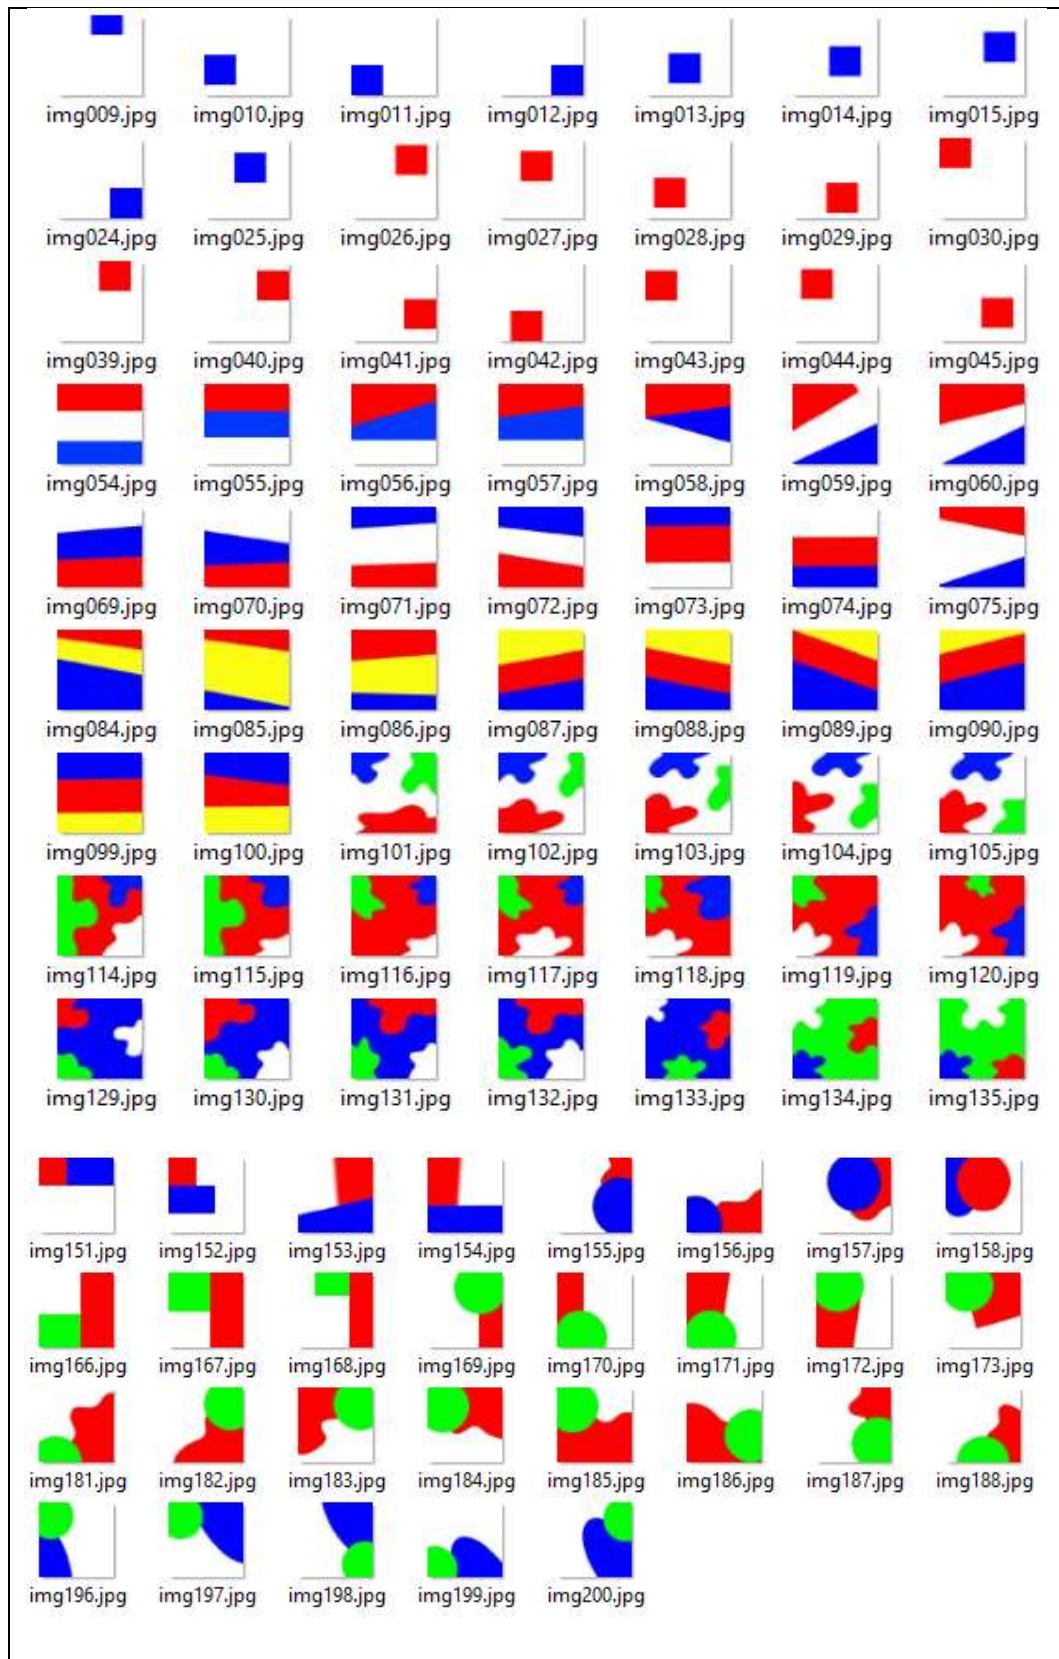 img009.jpg img010.jpg img011.jpg img012.jpg img013.jpg img014.jpg img015.jpg
img024.jpg img025.jpg img026.jpg img027.jpg img028.jpg img029.jpg img030.jpg
img039.jpg img040.jpg img041.jpg img042.jpg img043.jpg img044.jpg img045.jpg
img054.jpg img055.jpg img056.jpg img057.jpg img058.jpg img059.jpg img060.jpg
img069.jpg img070.jpg img071.jpg img072.jpg img073.jpg img074.jpg img075.jpg
img084.jpg img085.jpg img086.jpg img087.jpg img088.jpg img089.jpg img090.jpg
img099.jpg img100.jpg img101.jpg img102.jpg img103.jpg img104.jpg img105.jpg
img114.jpg img115.jpg img116.jpg img117.jpg img118.jpg img119.jpg img120.jpg
img129.jpg img130.jpg img131.jpg img132.jpg img133.jpg img134.jpg img135.jpg
img151.jpg img152.jpg img153.jpg img154.jpg img155.jpg img156.jpg img157.jpg img158.jpg
img166.jpg img167.jpg img168.jpg img169.jpg img170.jpg img171.jpg img172.jpg img173.jpg
img181.jpg img182.jpg img183.jpg img184.jpg img185.jpg img186.jpg img187.jpg img188.jpg
img196.jpg img197.jpg img198.jpg img199.jpg img200.jpg